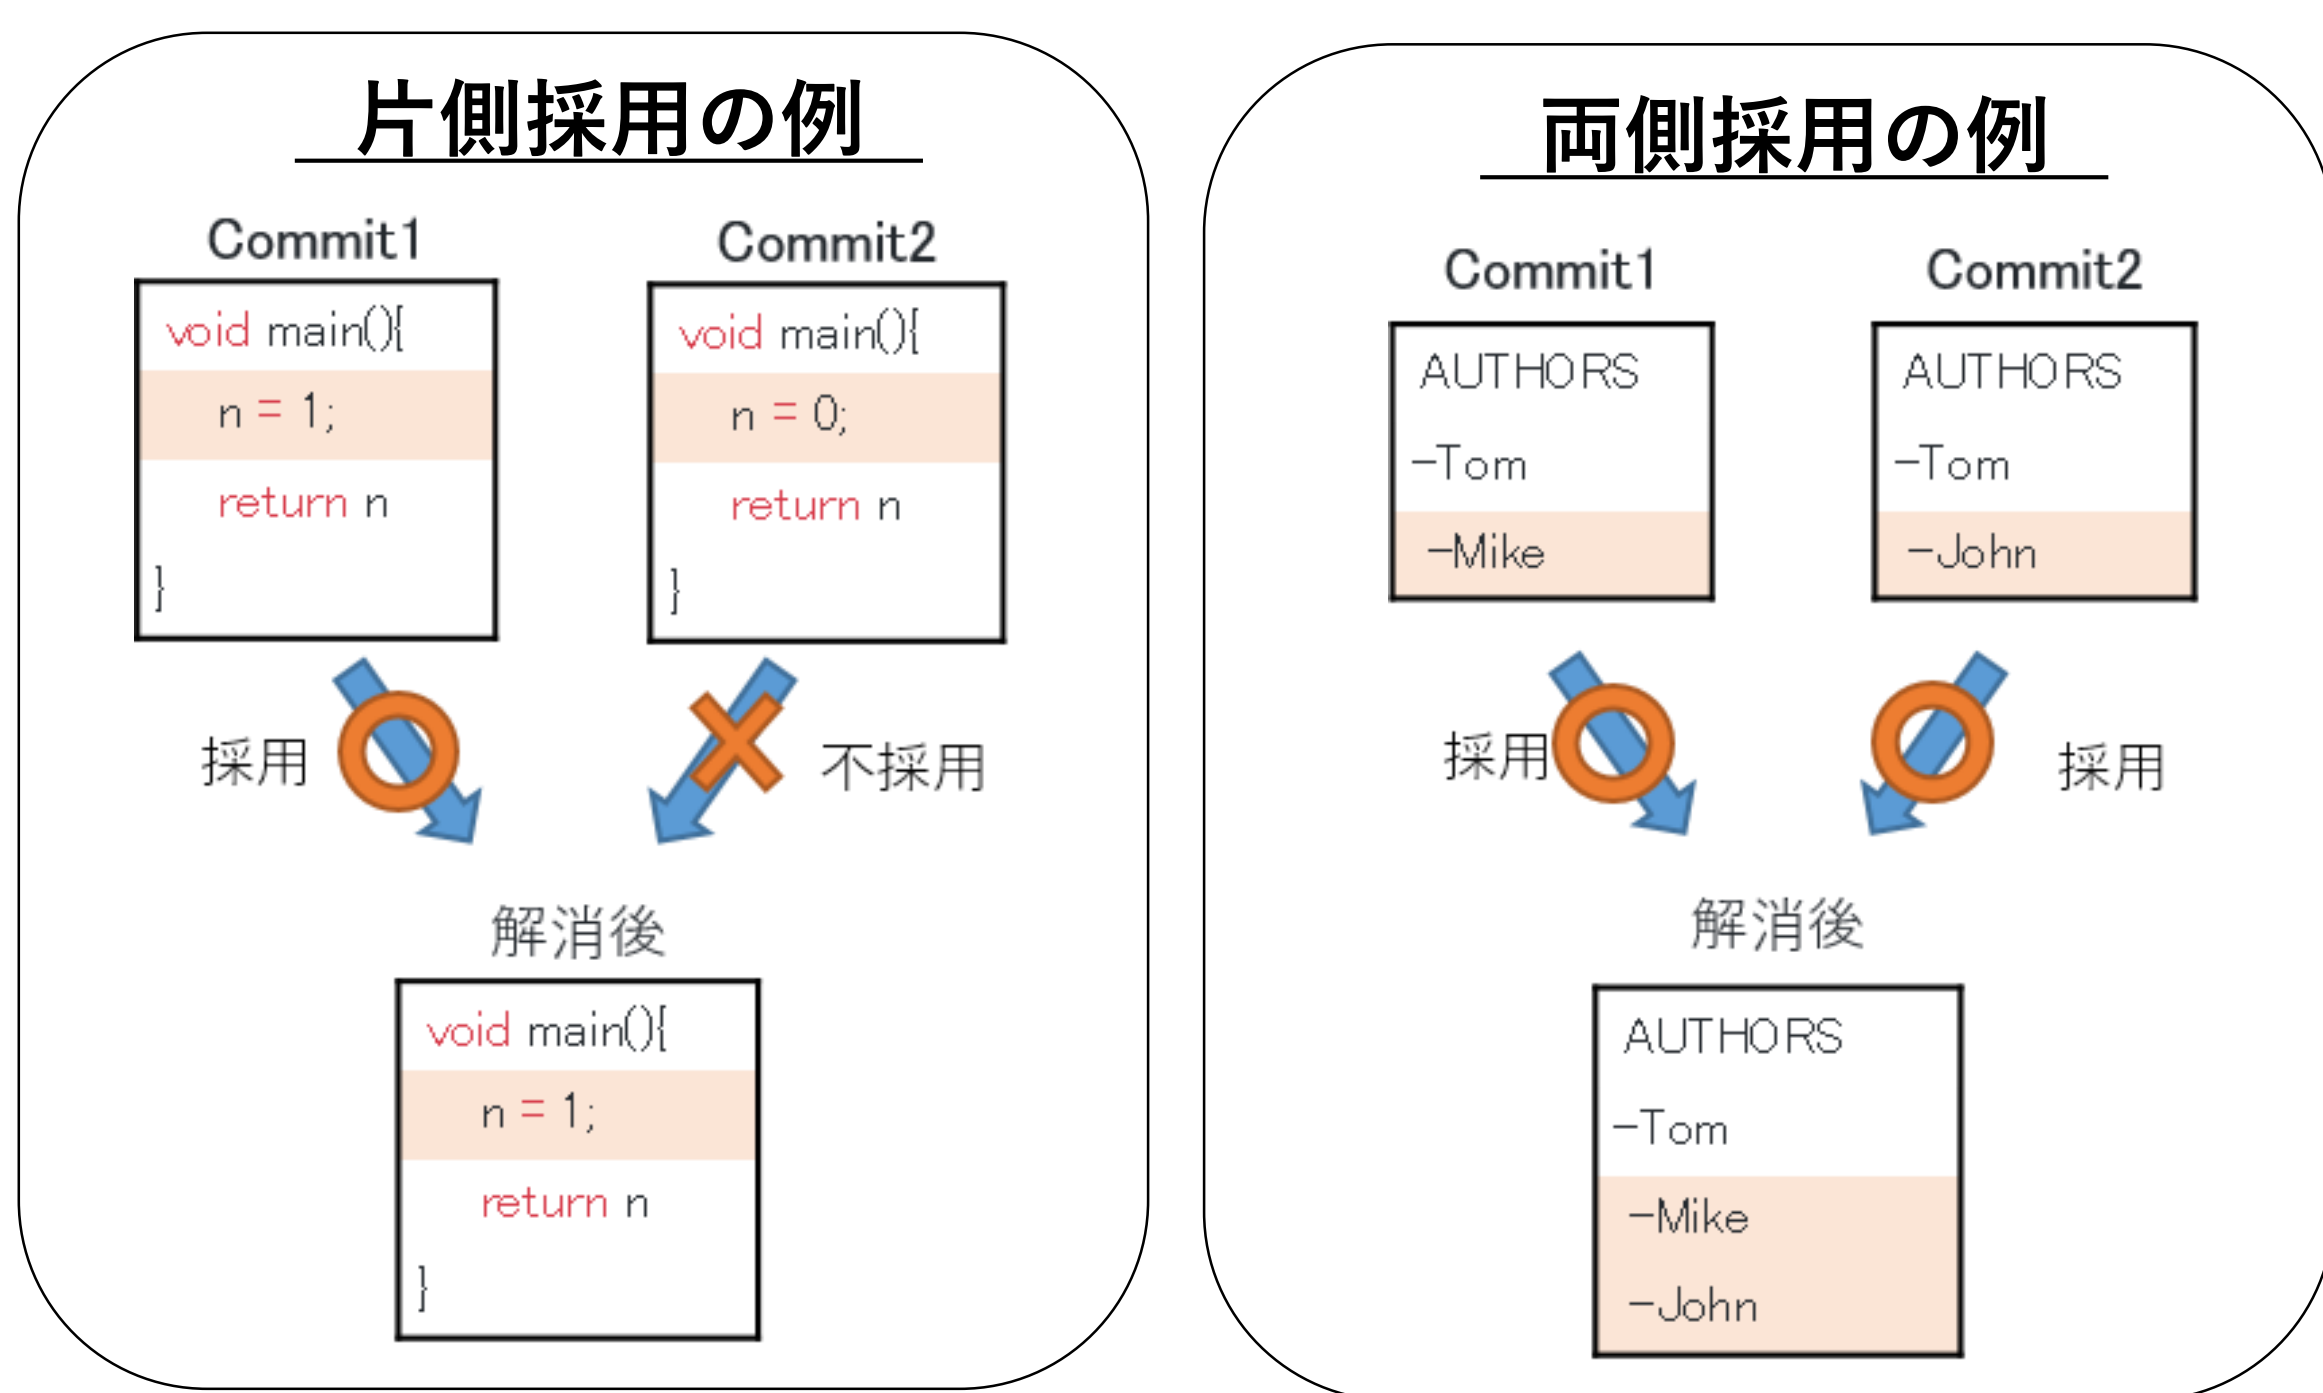 片側採用の例
Commit1
void main(){
n = 1;
return n
}
Commit2
void main(){
n = 0;
return n
}
採用
不採用
解消後
void main(){
n = 1;
return n
}
両側採用の例
Commit1
AUTHORS
-Tom
-Mike
Commit2
AUTHORS
-Tom
-John
採用
採用
解消後
AUTHORS
-Tom
-Mike
-John